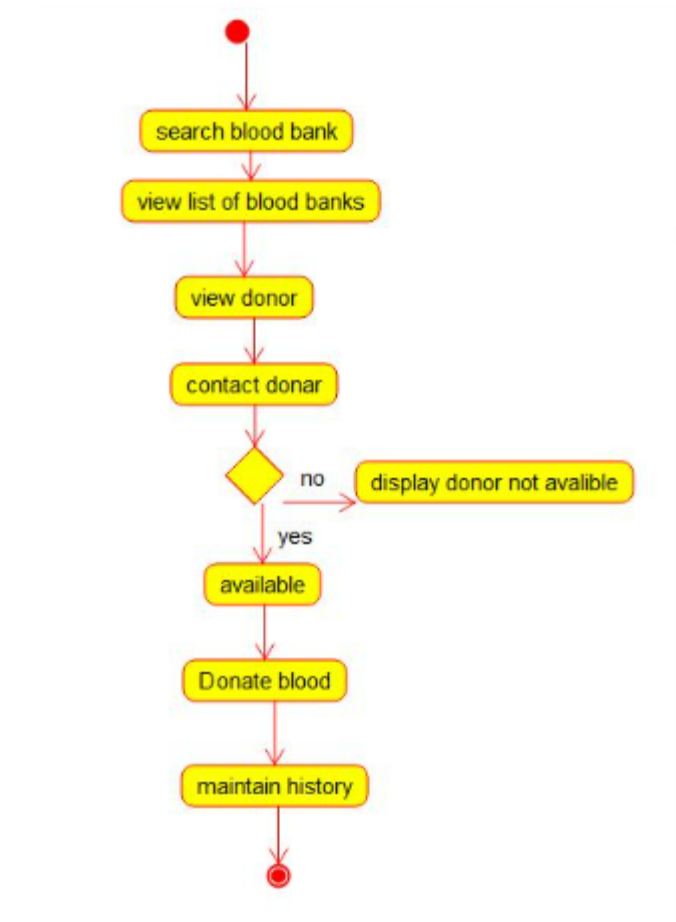 search blood bank
view list of blood banks
view donor
contact donar
no
display donor not avalible
yes
available
Donate blood
maintain history